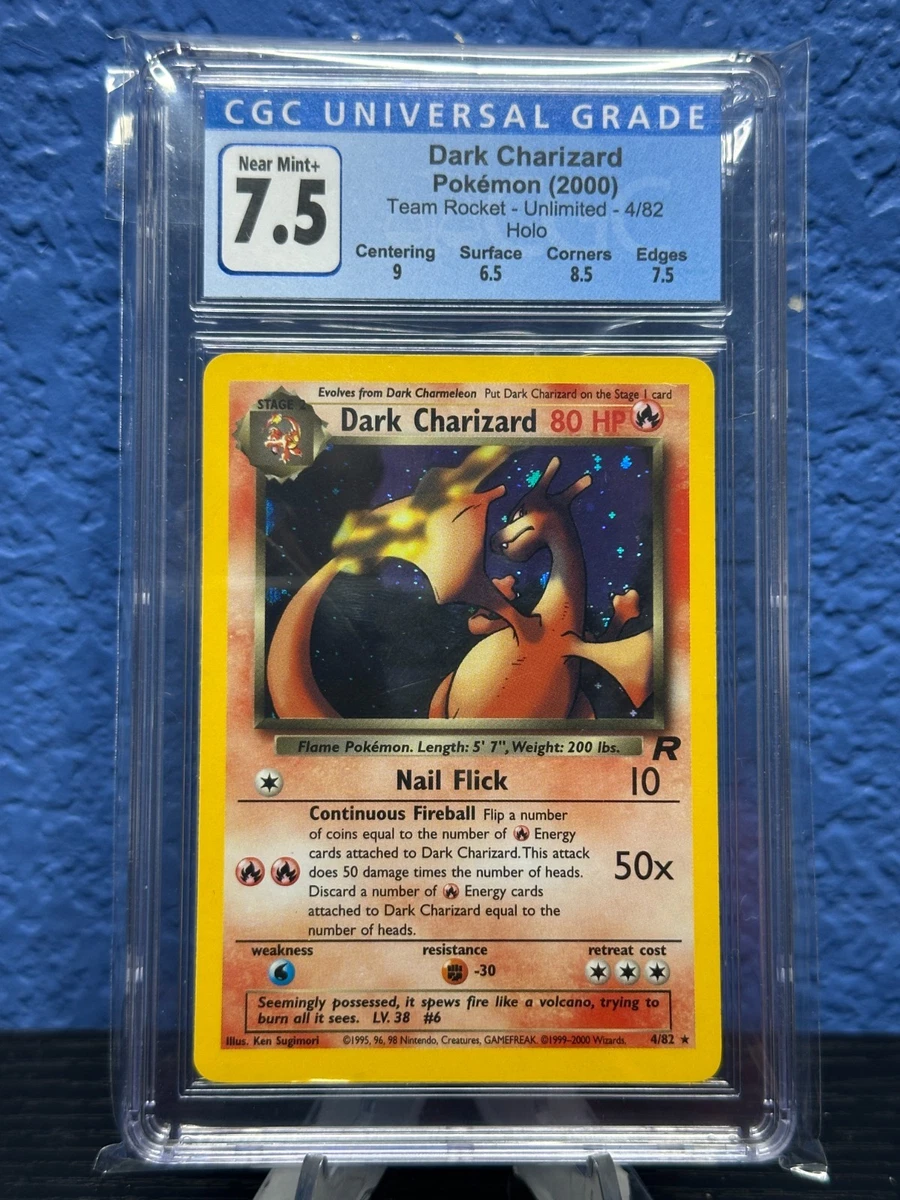 CGC UNIVERSAL GRADE
Near Mint+
7.5
Dark Charizard
Pokémon (2000)
Team Rocket - Unlimited - 4/82
Holo
Centering Surface Corners Edges
9 6.5 8.5 7.5
Evolves from Dark Charmeleon Put Dark Charizard on the Stage 1 card
STAGE 2
Dark Charizard 80 HP
Flame Pokémon. Length: 5' 7", Weight: 200 lbs.
R
Nail Flick 10
Continuous Fireball Flip a number
of coins equal to the number of Energy
cards attached to Dark Charizard. This attack
does 50 damage times the number of heads.
Discard a number of Energy cards
attached to Dark Charizard equal to the
number of heads.
50x
weakness resistance retreat cost
-30
Seemingly possessed, it spews fire like a volcano, trying to
burn all it sees. LV. 38 #6
Illus. Ken Sugimori ©1995, 96, 98 Nintendo, Creatures, GAMEFREAK. ©1999-2000 Wizards. 4/82 ★